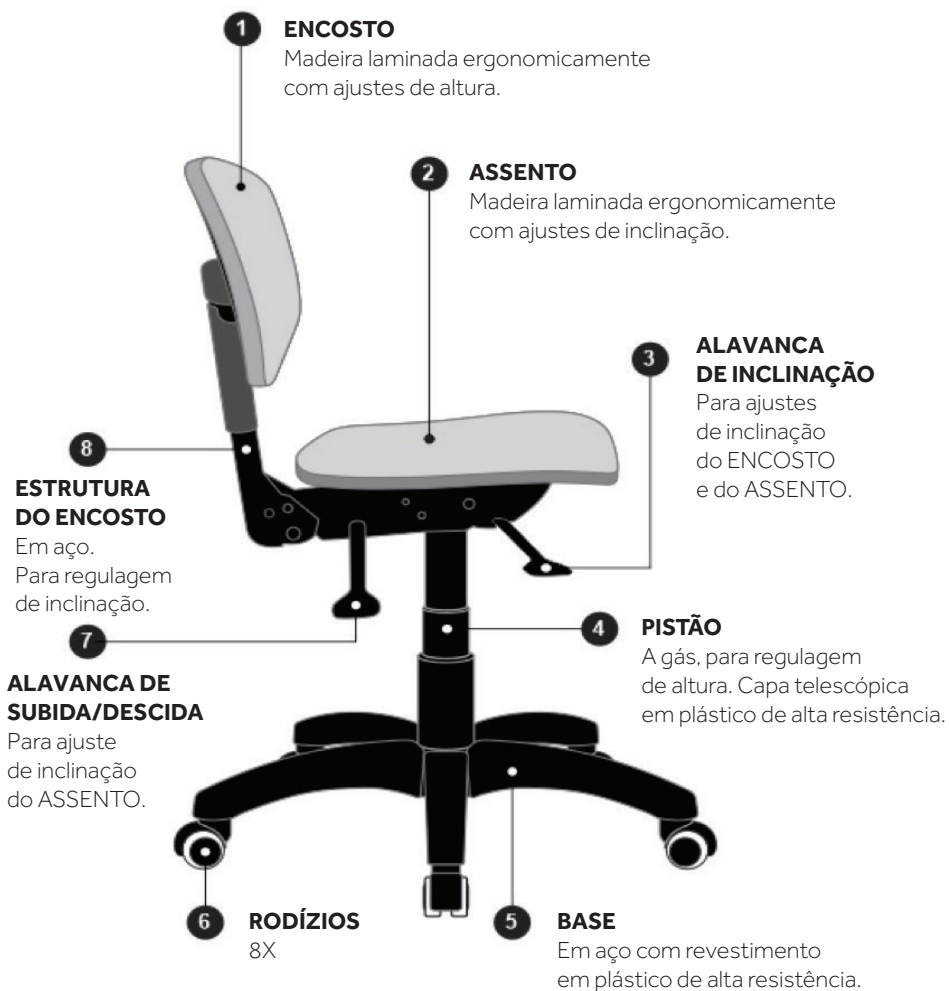 1 ENCOSTO
Madeira laminada ergonomicamente
com ajustes de altura.
2 ASSENTO
Madeira laminada ergonomicamente
com ajustes de inclinação.
3 ALAVANCA
DE INCLINAÇÃO
Para ajustes
de inclinação
do ENCOSTO
e do ASSENTO.
8
ESTRUTURA
DO ENCOSTO
Em aço.
Para regulagem
de inclinação.
4 PISTÃO
A gás, para regulagem
de altura. Capa telescópica
em plástico de alta resistência.
7
ALAVANCA DE
SUBIDA/DESCIDA
Para ajuste
de inclinação
do ASSENTO.
6 RODÍZIOS
8X
5 BASE
Em aço com revestimento
em plástico de alta resistência.